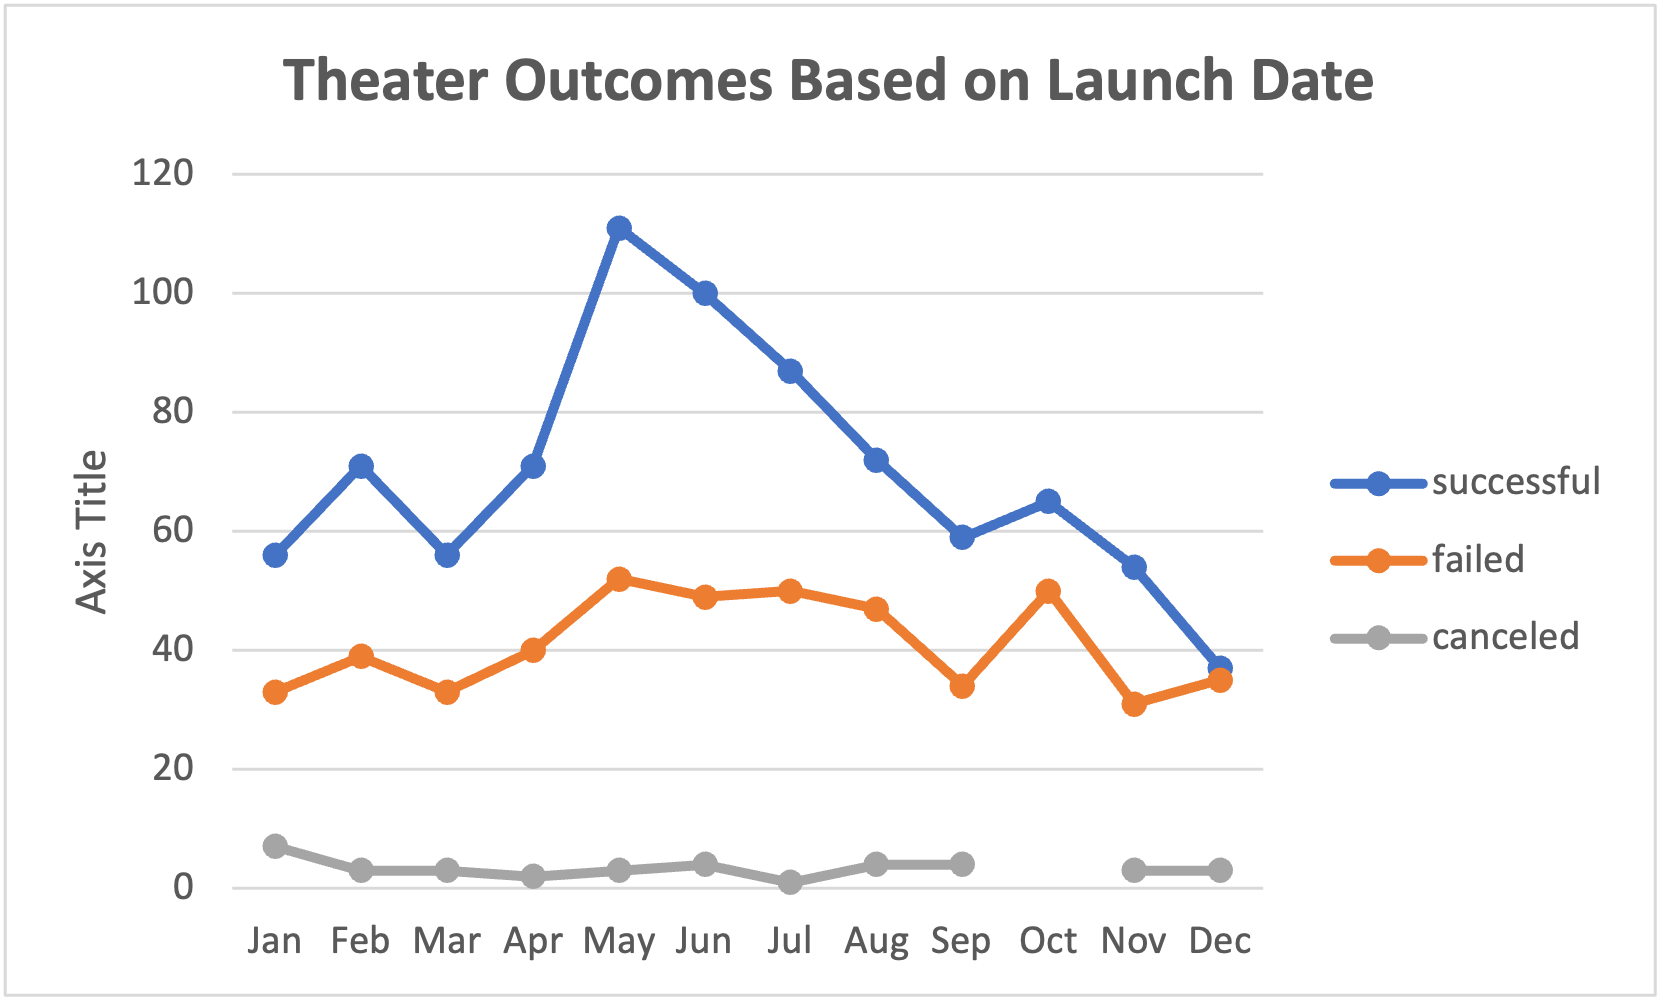 Theater Outcomes Based on Launch Date
120
100
80
60
40
20
0
Axis Title
Jan Feb Mar Apr May Jun Jul Aug Sep Oct Nov Dec
successful
failed
canceled